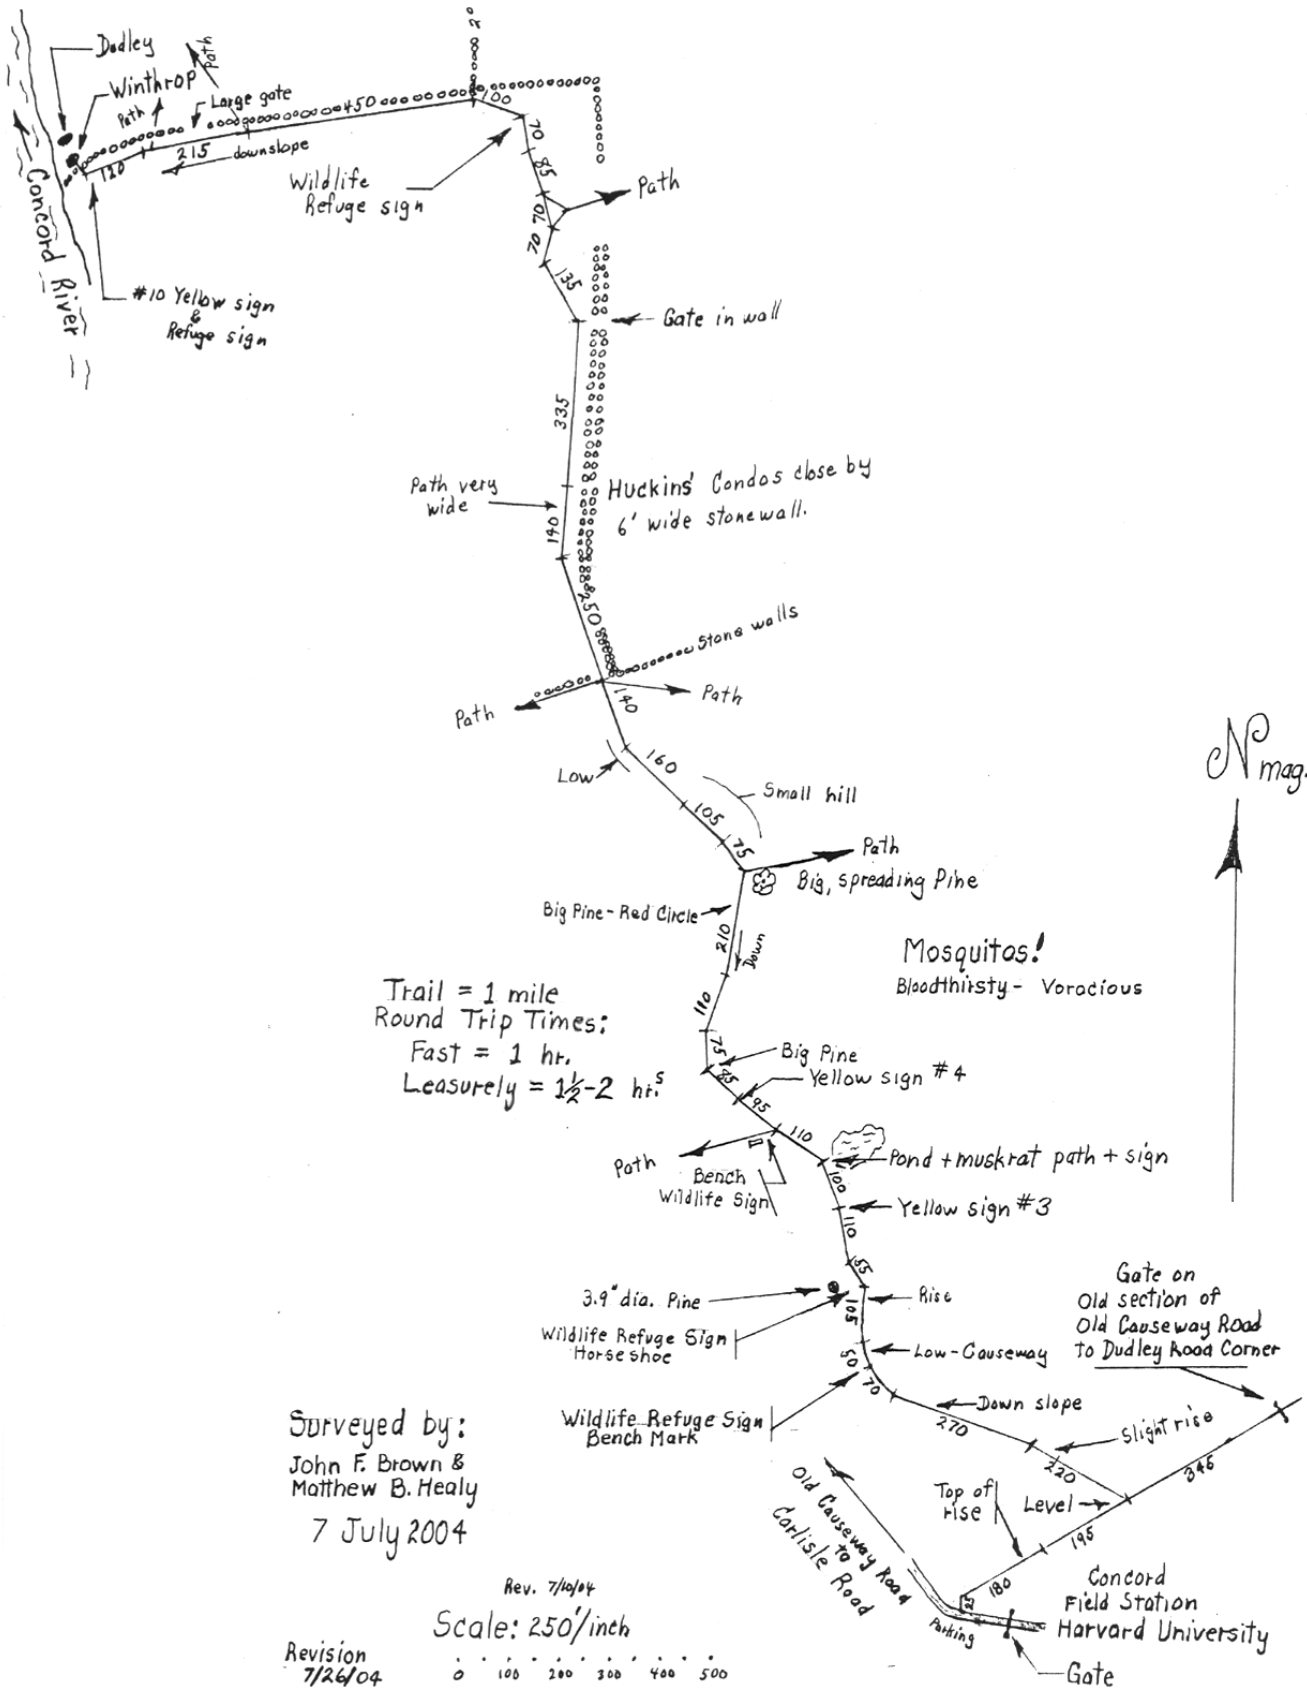 2°
Dudley
Path
Winthrop
Large gate
450
100
Path
70
215
downslope
85
120
Wildlife
Refuge sign
Path
70
70
Concord River
135
#10 Yellow sign
&
Refuge sign
Gate in wall
335
Path very
wide
Huckins' Condos close by
6' wide stonewall.
140
250
Stone walls
140
Path
Path
Low
160
Small hill
105
75
Path
Big, spreading Pine
Big Pine-Red Circle
210
Down
N mag.
Mosquitos!
Bloodthirsty - Voracious
Trail = 1 mile
Round Trip Times:
Fast = 1 hr.
Leasurely = 1½-2 hr.s
110
75
Big Pine
85
Yellow sign #4
95
110
Path
Bench
Wildlife Sign
Pond + muskrat path + sign
100
Yellow sign #3
110
55
3.9" dia. Pine
Rise
105
Wildlife Refuge Sign
Horseshoe
50
Low-Causeway
70
Gate on
Old section of
Old Causeway Road
to Dudley Road Corner
Wildlife Refuge Sign
Bench Mark
Down slope
270
Slight rise
220
346
Level
Top of
rise
195
180
25
Old Causeway Road
to
Carlisle Road
Parking
Concord
Field Station
Harvard University
Gate
Surveyed by:
John F. Brown &
Matthew B. Healy
7 July 2004
Rev. 7/10/04
Scale: 250'/inch
Revision
7/26/04
0 100 200 300 400 500